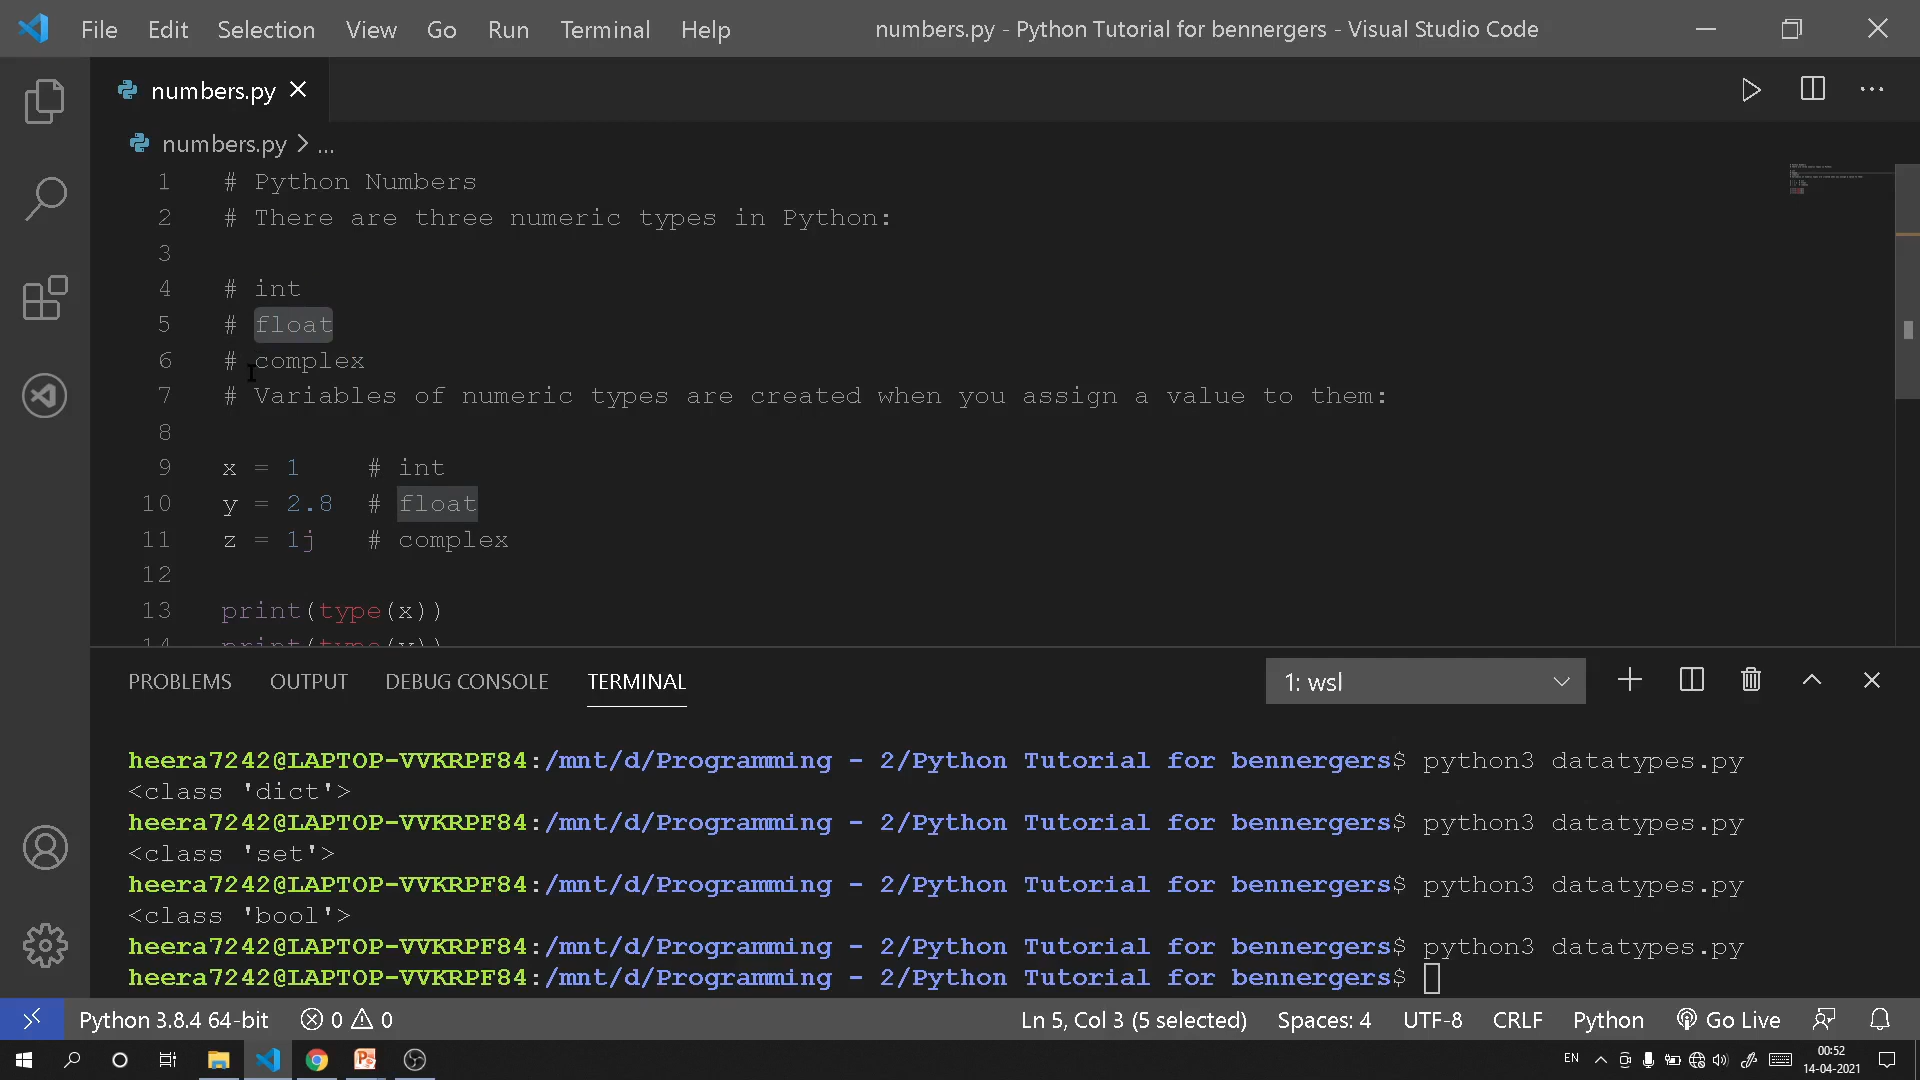 File Edit Selection View Go Run Terminal Help numbers.py - Python Tutorial for bennergers - Visual Studio Code
numbers.py
numbers.py > ...
1 # Python Numbers
2 # There are three numeric types in Python:
3
4 # int
5 # float
6 # complex
7 # Variables of numeric types are created when you assign a value to them:
8
9 x = 1 # int
10 y = 2.8 # float
11 z = 1j # complex
12
13 print(type(x))
14 print(type(y))
PROBLEMS OUTPUT DEBUG CONSOLE TERMINAL 1: wsl
heera7242@LAPTOP-VVKRPF84:/mnt/d/Programming - 2/Python Tutorial for bennergers$ python3 datatypes.py
<class 'dict'>
heera7242@LAPTOP-VVKRPF84:/mnt/d/Programming - 2/Python Tutorial for bennergers$ python3 datatypes.py
<class 'set'>
heera7242@LAPTOP-VVKRPF84:/mnt/d/Programming - 2/Python Tutorial for bennergers$ python3 datatypes.py
<class 'bool'>
heera7242@LAPTOP-VVKRPF84:/mnt/d/Programming - 2/Python Tutorial for bennergers$ python3 datatypes.py
heera7242@LAPTOP-VVKRPF84:/mnt/d/Programming - 2/Python Tutorial for bennergers$
Python 3.8.4 64-bit 0 0 Ln 5, Col 3 (5 selected) Spaces: 4 UTF-8 CRLF Python Go Live
EN 00:52
14-04-2021